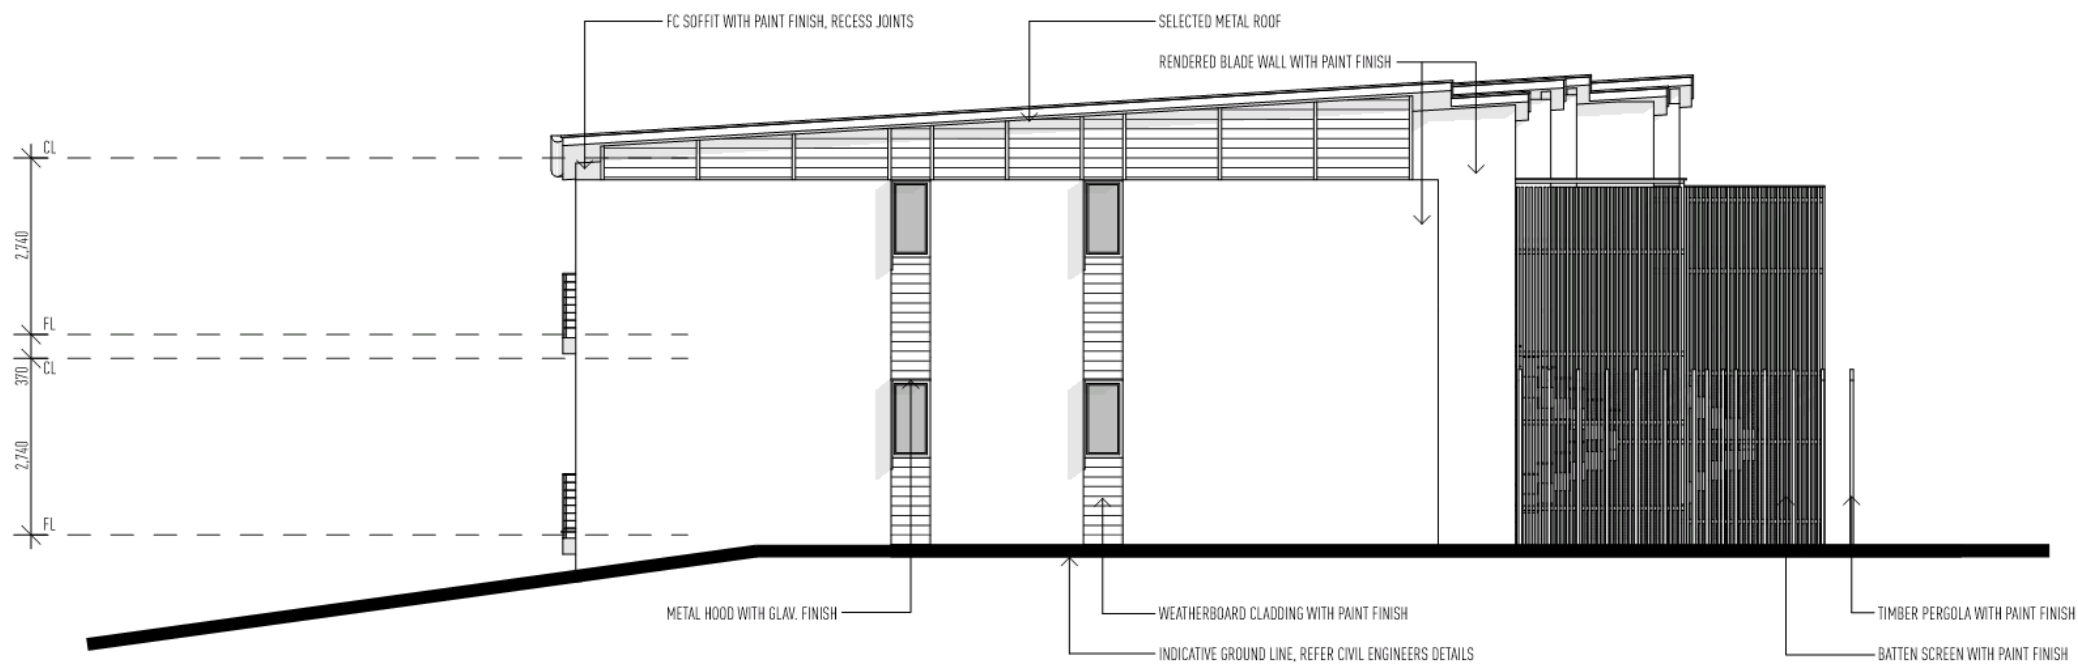 FC SOFFIT WITH PAINT FINISH, RECESS JOINTS
SELECTED METAL ROOF
RENDERED BLADE WALL WITH PAINT FINISH
CL
2,740
FL
370
CL
2,740
FL
METAL HOOD WITH GLAV. FINISH
WEATHERBOARD CLADDING WITH PAINT FINISH
TIMBER PERGOLA WITH PAINT FINISH
INDICATIVE GROUND LINE, REFER CIVIL ENGINEERS DETAILS
BATTEN SCREEN WITH PAINT FINISH